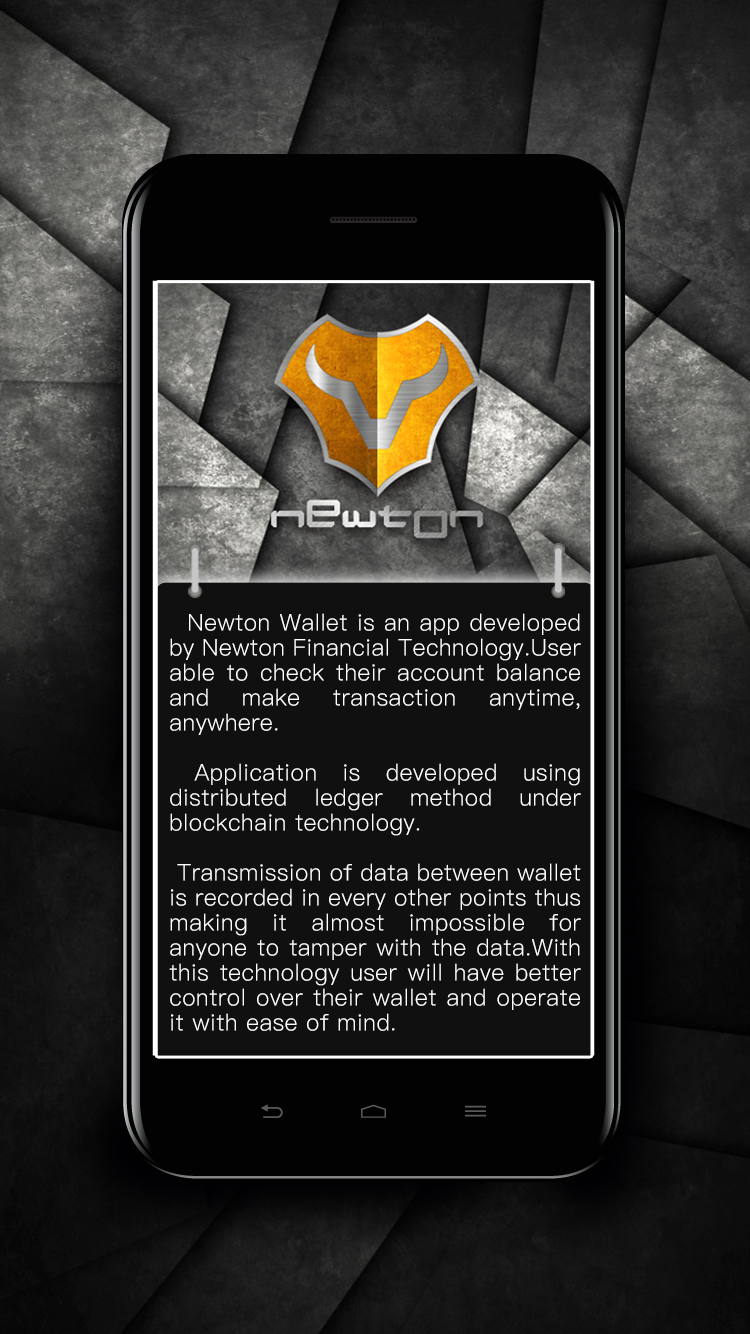 newton
Newton Wallet is an app developed
by Newton Financial Technology.User
able to check their account balance
and make transaction anytime,
anywhere.
Application is developed using
distributed ledger method under
blockchain technology.
Transmission of data between wallet
is recorded in every other points thus
making it almost impossible for
anyone to tamper with the data.With
this technology user will have better
control over their wallet and operate
it with ease of mind.